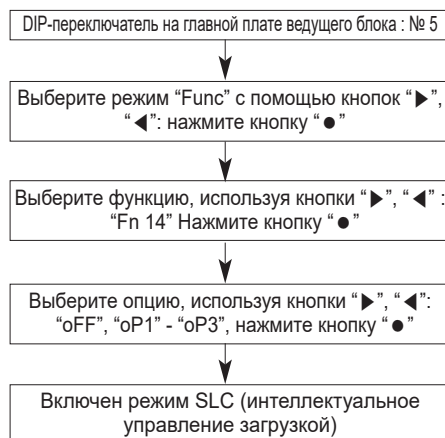 DIP-переключатель на главной плате ведущего блока : № 5
Выберите режим “Func” с помощью кнопок “▶”,
“◀”: нажмите кнопку “●”
Выберите функцию, используя кнопки “▶”, “◀” :
“Fn 14” Нажмите кнопку “●”
Выберите опцию, используя кнопки “▶”, “◀”:
“oFF”, “oP1” - “oP3”, нажмите кнопку “●”
Включен режим SLC (интеллектуальное
управление загрузкой)